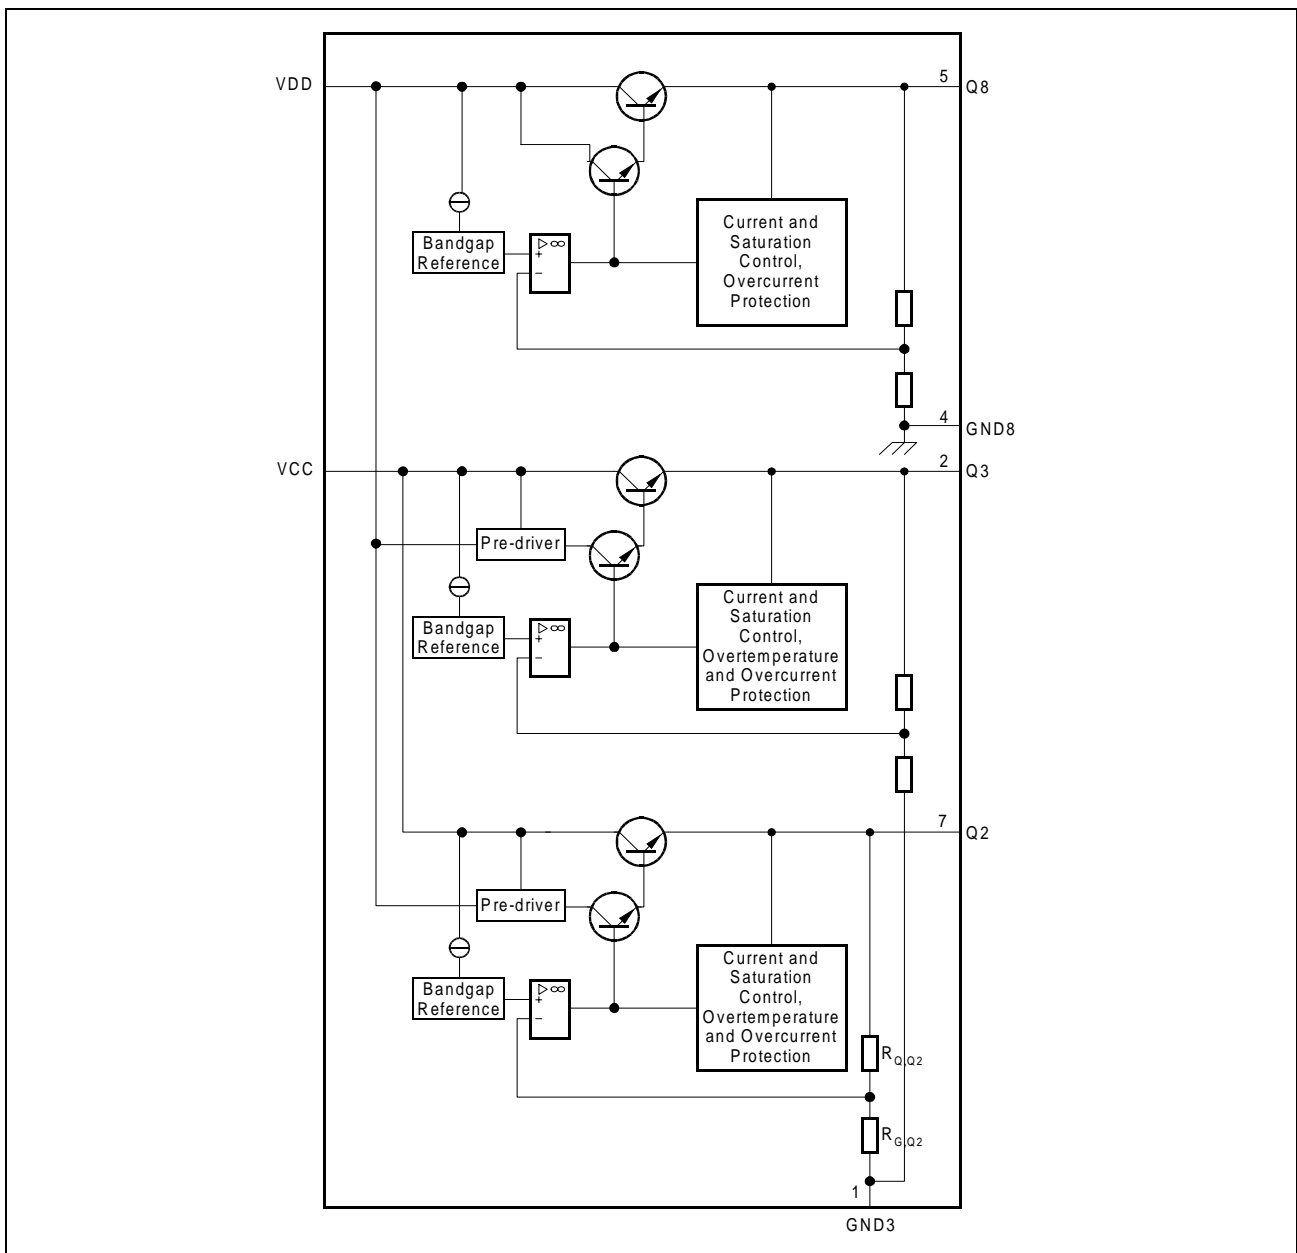 VDD
5
Q8
Bandgap
Reference
▷∞
+
−
Current and
Saturation
Control,
Overcurrent
Protection
4
GND8
VCC
2
Q3
Pre-driver
Bandgap
Reference
▷∞
+
−
Current and
Saturation
Control,
Overtemperature
and Overcurrent
Protection
7
Q2
Pre-driver
Bandgap
Reference
▷∞
+
−
Current and
Saturation
Control,
Overtemperature
and Overcurrent
Protection
RQ,Q2
RG,Q2
1
GND3